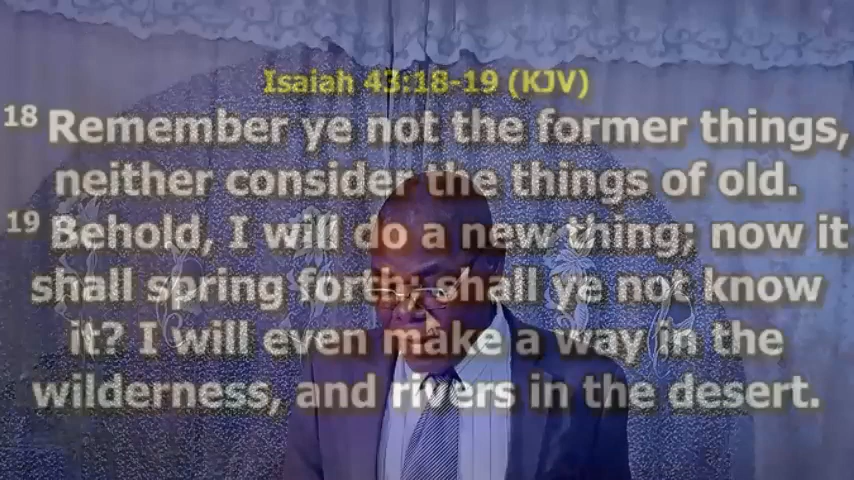 Isaiah 43:18-19 (KJV)
18 Remember ye not the former things,
neither consider the things of old.
19 Behold, I will do a new thing; now it
shall spring forth; shall ye not know
it? I will even make a way in the
wilderness, and rivers in the desert.